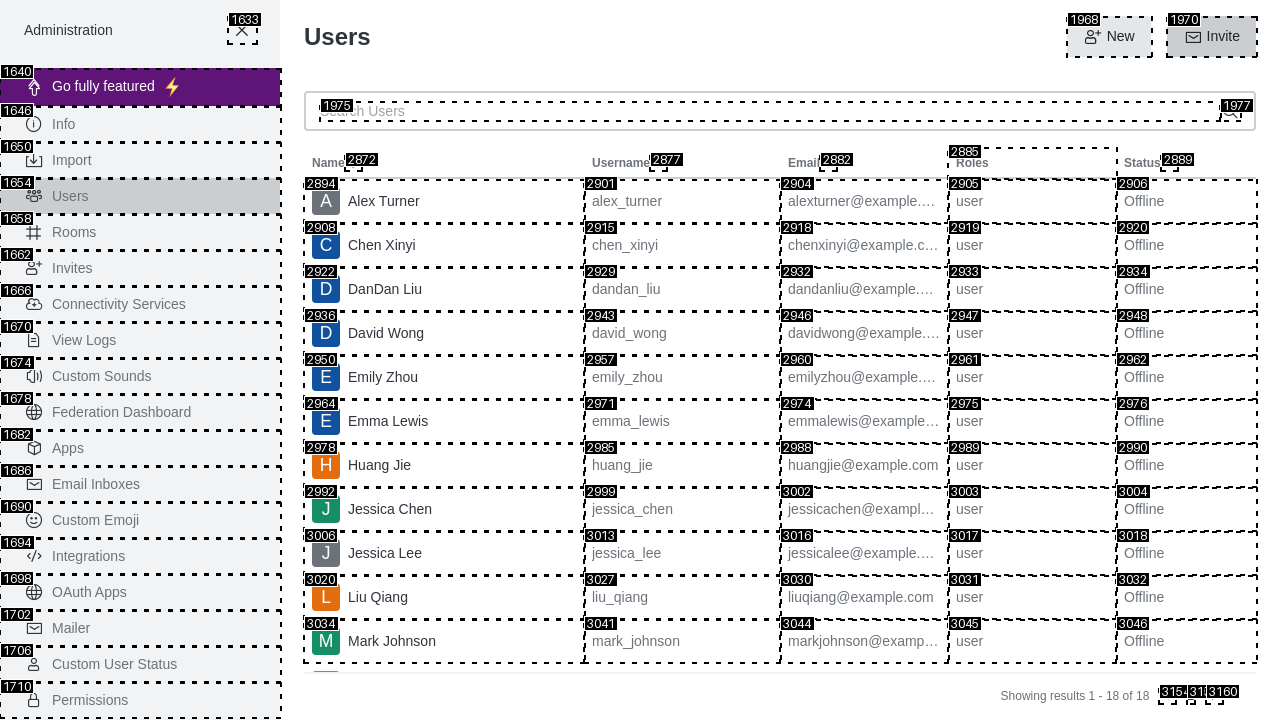 Administration
1633
Users
1968
New
1970
Invite
1640
Go fully featured
1646
Info
1650
Import
1654
Users
1658
Rooms
1662
Invites
1666
Connectivity Services
1670
View Logs
1674
Custom Sounds
1678
Federation Dashboard
1682
Apps
1686
Email Inboxes
1690
Custom Emoji
1694
Integrations
1698
OAuth Apps
1702
Mailer
1706
Custom User Status
1710
Permissions
1975
Search Users
1977
Name 2872 Username 2877 Email 2882 2885 Roles Status 2889
2894 2901 2904 2905 2906
A Alex Turner alex_turner alexturner@example.… user Offline
2908 2915 2918 2919 2920
C Chen Xinyi chen_xinyi chenxinyi@example.c… user Offline
2922 2929 2932 2933 2934
D DanDan Liu dandan_liu dandanliu@example.… user Offline
2936 2943 2946 2947 2948
D David Wong david_wong davidwong@example.… user Offline
2950 2957 2960 2961 2962
E Emily Zhou emily_zhou emilyzhou@example.… user Offline
2964 2971 2974 2975 2976
E Emma Lewis emma_lewis emmalewis@example… user Offline
2978 2985 2988 2989 2990
H Huang Jie huang_jie huangjie@example.com user Offline
2992 2999 3002 3003 3004
J Jessica Chen jessica_chen jessicachen@exampl… user Offline
3006 3013 3016 3017 3018
J Jessica Lee jessica_lee jessicalee@example.… user Offline
3020 3027 3030 3031 3032
L Liu Qiang liu_qiang liuqiang@example.com user Offline
3034 3041 3044 3045 3046
M Mark Johnson mark_johnson markjohnson@examp… user Offline
Showing results 1 - 18 of 18
3154
3160